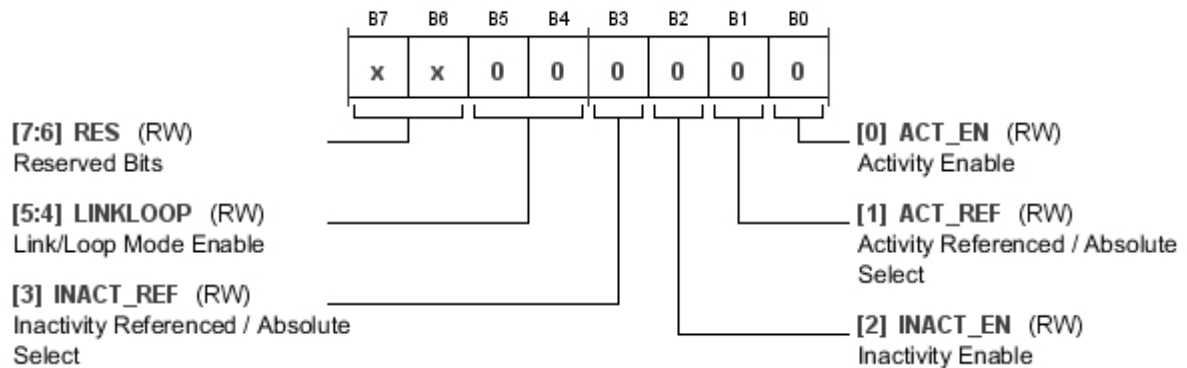 B7 B6 B5 B4 B3 B2 B1 B0
x x 0 0 0 0 0 0
[7:6] RES (RW)
Reserved Bits
[5:4] LINKLOOP (RW)
Link/Loop Mode Enable
[3] INACT_REF (RW)
Inactivity Referenced / Absolute
Select
[0] ACT_EN (RW)
Activity Enable
[1] ACT_REF (RW)
Activity Referenced / Absolute
Select
[2] INACT_EN (RW)
Inactivity Enable